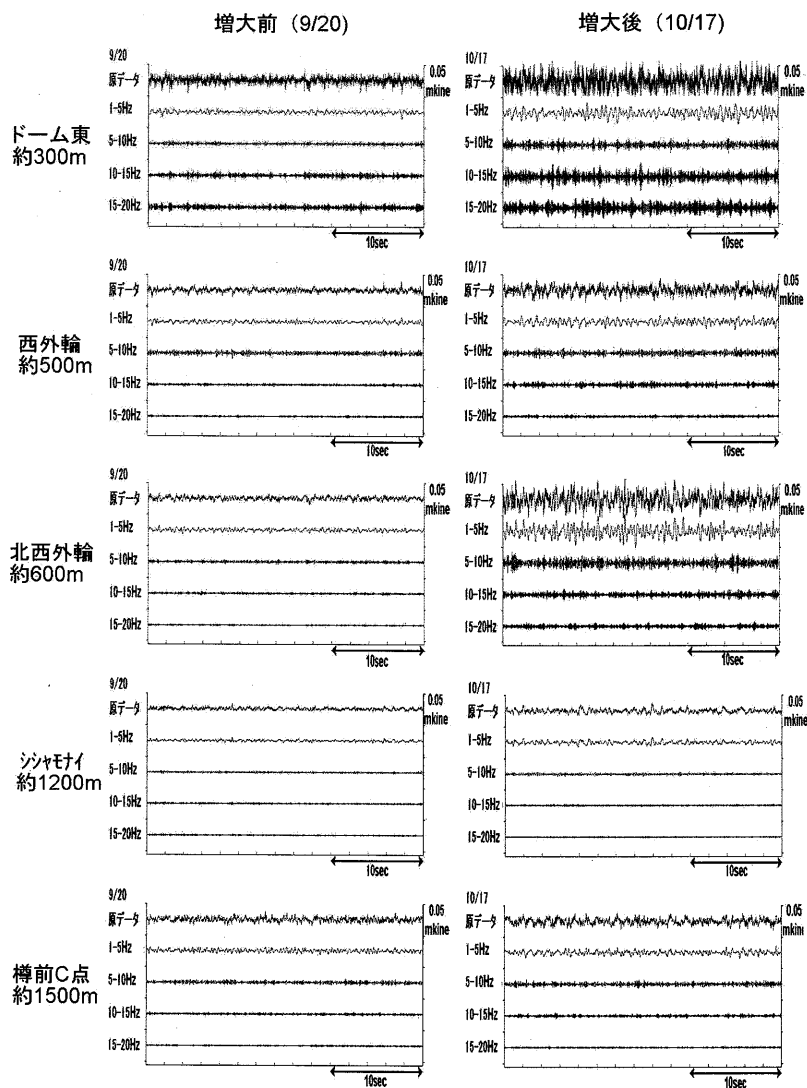 増大前（9/20） 増大後（10/17）
ドーム東
約300m
9/20
原データ
1-5Hz
5-10Hz
10-15Hz
15-20Hz
0.05
mkine
10sec
10/17
原データ
1-5Hz
5-10Hz
10-15Hz
15-20Hz
0.05
mkine
10sec
西外輪
約500m
9/20
原データ
1-5Hz
5-10Hz
10-15Hz
15-20Hz
0.05
mkine
10sec
10/17
原データ
1-5Hz
5-10Hz
10-15Hz
15-20Hz
0.05
mkine
10sec
北西外輪
約600m
9/20
原データ
1-5Hz
5-10Hz
10-15Hz
15-20Hz
0.05
mkine
10sec
10/17
原データ
1-5Hz
5-10Hz
10-15Hz
15-20Hz
0.05
mkine
10sec
シシャモナイ
約1200m
9/20
原データ
1-5Hz
5-10Hz
10-15Hz
15-20Hz
0.05
mkine
10sec
10/17
原データ
1-5Hz
5-10Hz
10-15Hz
15-20Hz
0.05
mkine
10sec
樽前C点
約1500m
9/20
原データ
1-5Hz
5-10Hz
10-15Hz
15-20Hz
0.05
mkine
10sec
10/17
原データ
1-5Hz
5-10Hz
10-15Hz
15-20Hz
0.05
mkine
10sec